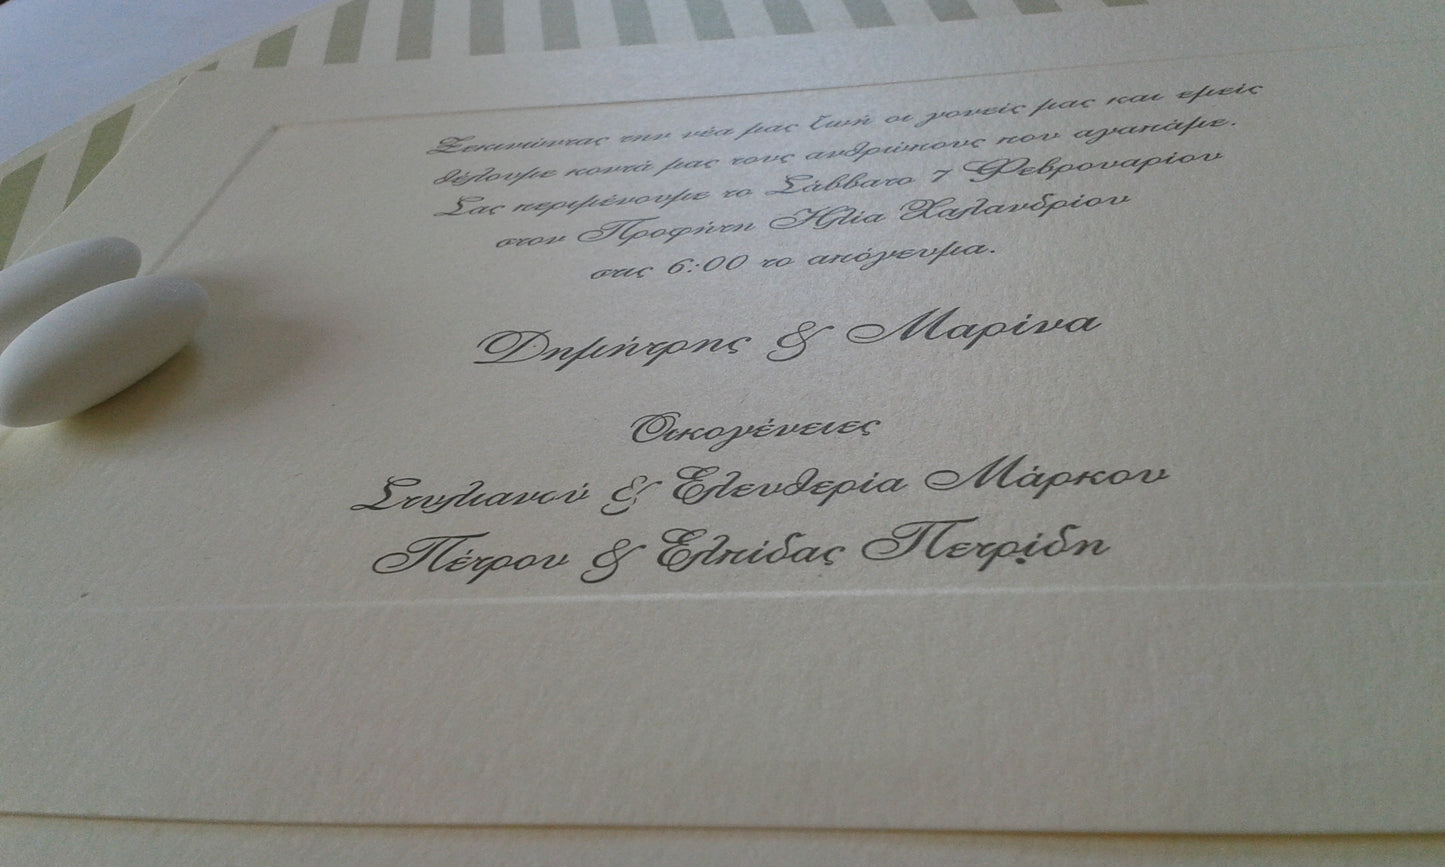 Ξεκινώντας την νέα μας ζωή οι γονείς μας και εμείς
θέλουμε κοντά μας τους ανθρώπους που αγαπάμε.
Σας περιμένουμε το Σάββατο 7 Φεβρουαρίου
στον Προφήτη Ηλία Χαλανδρίου
στις 6:00 το απόγευμα.
Δημήτρης & Μαρίνα
Οικογένειες
Στυλιανού & Ελευθερία Μάρκου
Πέτρου & Ελπίδας Πετρίδη